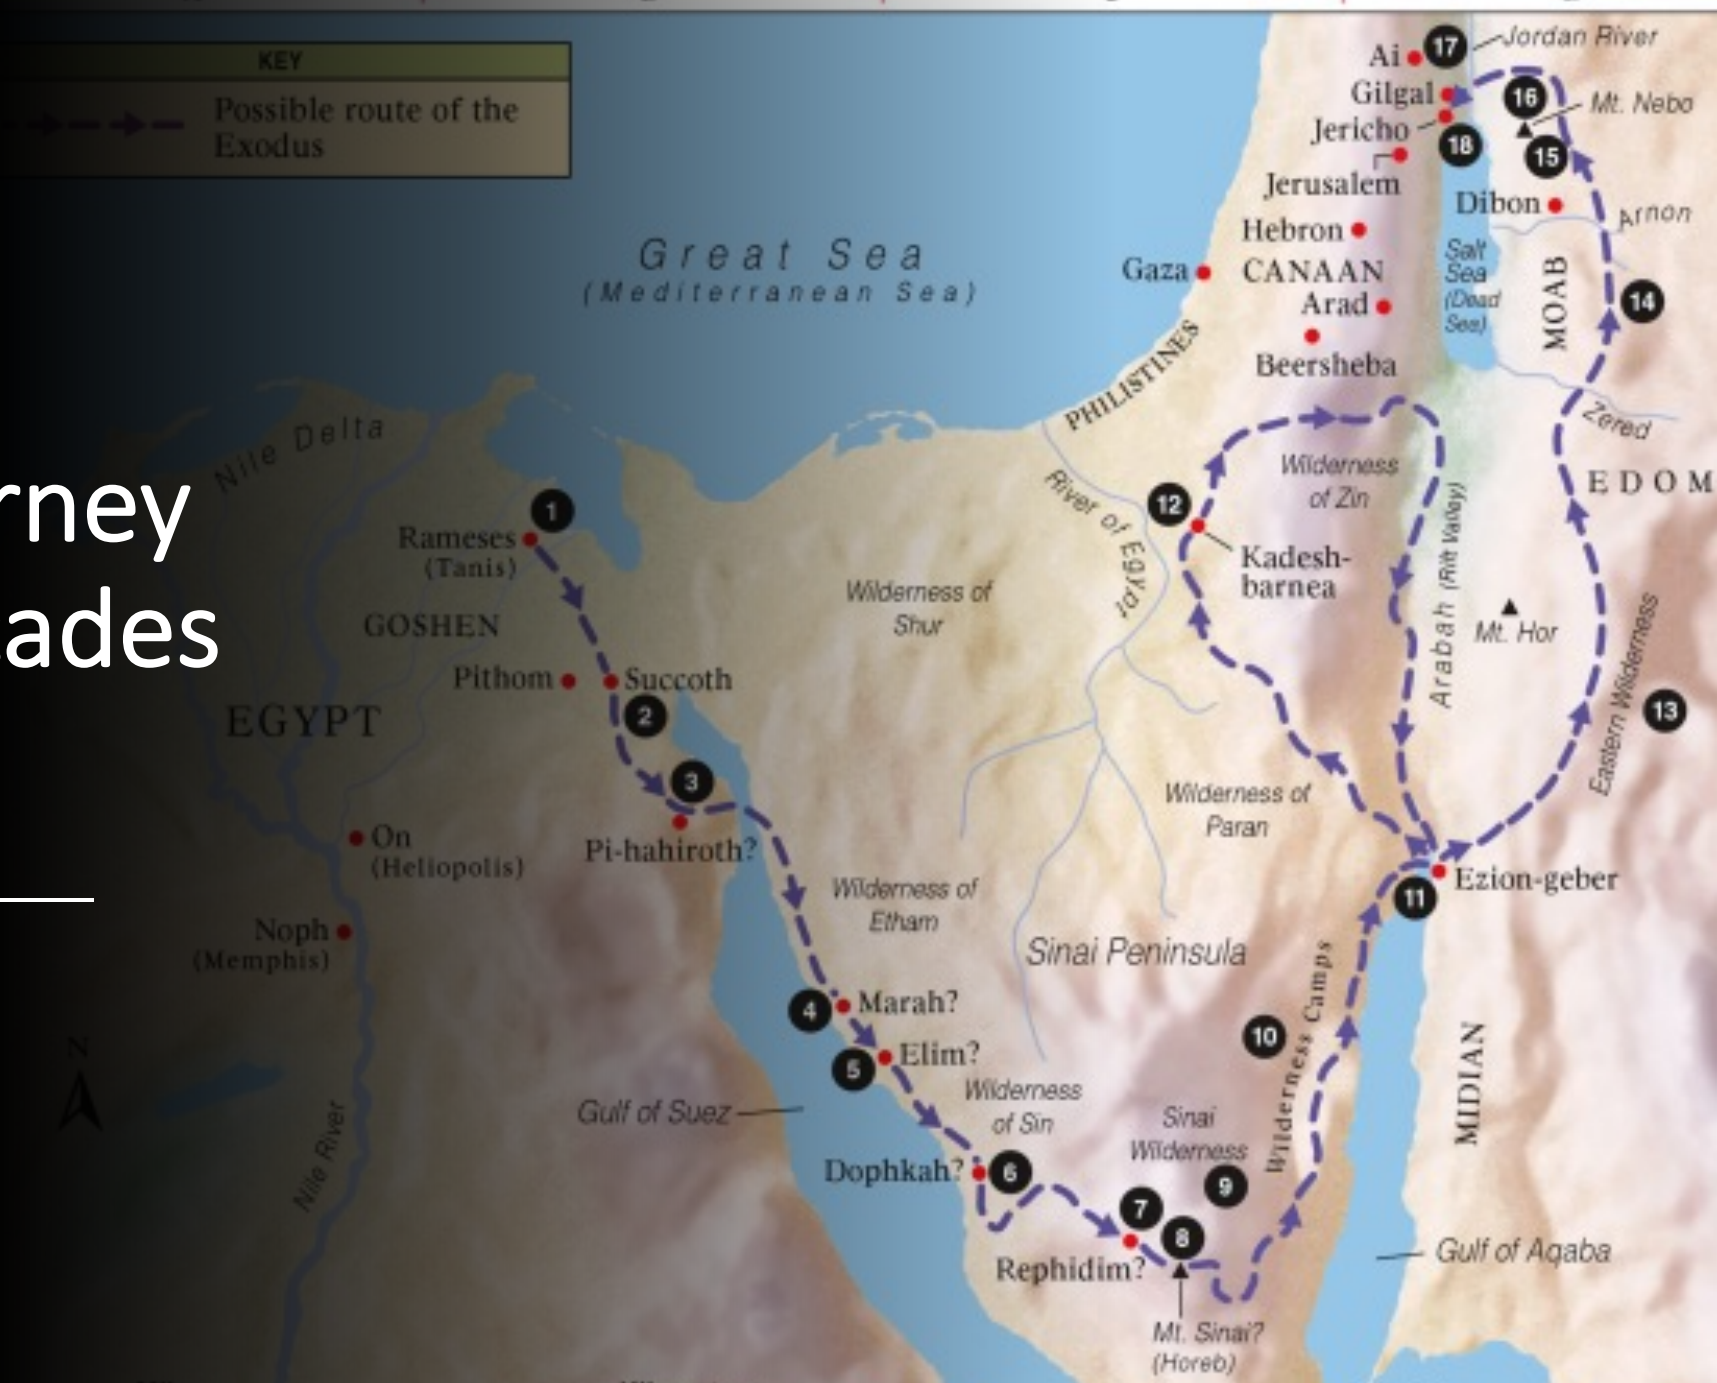 KEY
Possible route of the
Exodus
rney
ades
Great Sea
(Mediterranean Sea)
Nile Delta
Rameses
(Tanis)
1
GOSHEN
Pithom
Succoth
2
EGYPT
3
Pi-hahiroth?
On
(Heliopolis)
Noph
(Memphis)
N
Nile River
Gulf of Suez
Wilderness of
Shur
Wilderness of
Etham
4
Marah?
5
Elim?
Wilderness
of Sin
Dophkah?
6
Sinai
Wilderness
7
8
9
Rephidim?
Mt. Sinai?
(Horeb)
Sinai Peninsula
10
Wilderness Camps
11
Ezion-geber
Gulf of Aqaba
MIDIAN
Wilderness of
Paran
River of Egypt
12
Kadesh-
barnea
Wilderness
of Zin
Arabah (Rift Valley)
Mt. Hor
Eastern Wilderness
13
EDOM
Zered
14
MOAB
Arnon
Dibon
15
16
Mt. Nebo
Jordan River
17
Ai
Gilgal
Jericho
18
Jerusalem
Hebron
Gaza
CANAAN
Arad
Beersheba
PHILISTINES
Salt
Sea
(Dead
Sea)